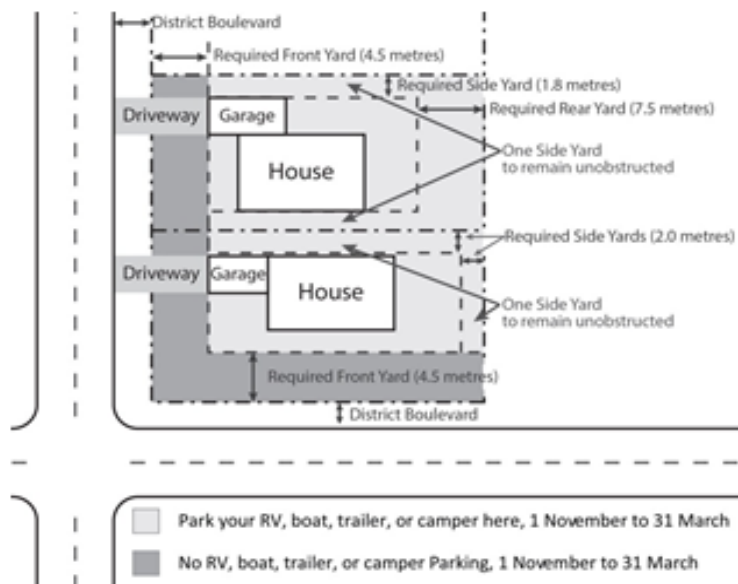 District Boulevard
Required Front Yard (4.5 metres)
Required Side Yard (1.8 metres)
Required Rear Yard (7.5 metres)
Driveway
Garage
One Side Yard
to remain unobstructed
House
Required Side Yards (2.0 metres)
Driveway
Garage
House
One Side Yard
to remain unobstructed
Required Front Yard (4.5 metres)
District Boulevard
Park your RV, boat, trailer, or camper here, 1 November to 31 March
No RV, boat, trailer, or camper Parking, 1 November to 31 March